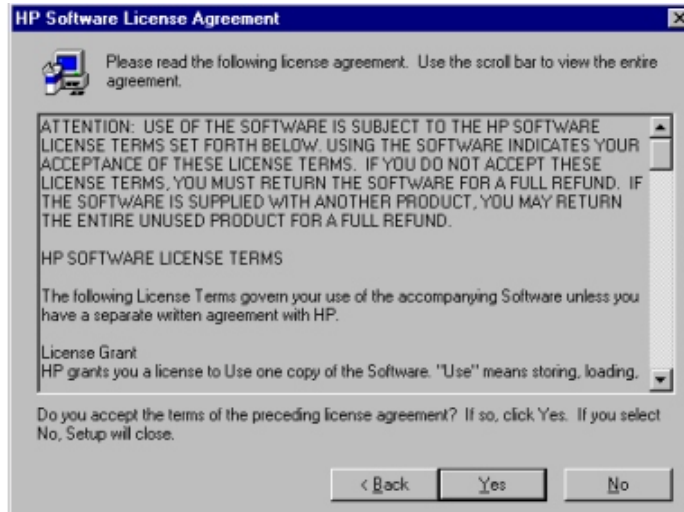 HP Software License Agreement
Please read the following license agreement. Use the scroll bar to view the entire
agreement.
ATTENTION: USE OF THE SOFTWARE IS SUBJECT TO THE HP SOFTWARE
LICENSE TERMS SET FORTH BELOW. USING THE SOFTWARE INDICATES YOUR
ACCEPTANCE OF THESE LICENSE TERMS. IF YOU DO NOT ACCEPT THESE
LICENSE TERMS, YOU MUST RETURN THE SOFTWARE FOR A FULL REFUND. IF
THE SOFTWARE IS SUPPLIED WITH ANOTHER PRODUCT, YOU MAY RETURN
THE ENTIRE UNUSED PRODUCT FOR A FULL REFUND.
HP SOFTWARE LICENSE TERMS
The following License Terms govern your use of the accompanying Software unless you
have a separate written agreement with HP.
License Grant
HP grants you a license to Use one copy of the Software. "Use" means storing, loading,
Do you accept the terms of the preceding license agreement? If so, click Yes. If you select
No, Setup will close.
< Back Yes No